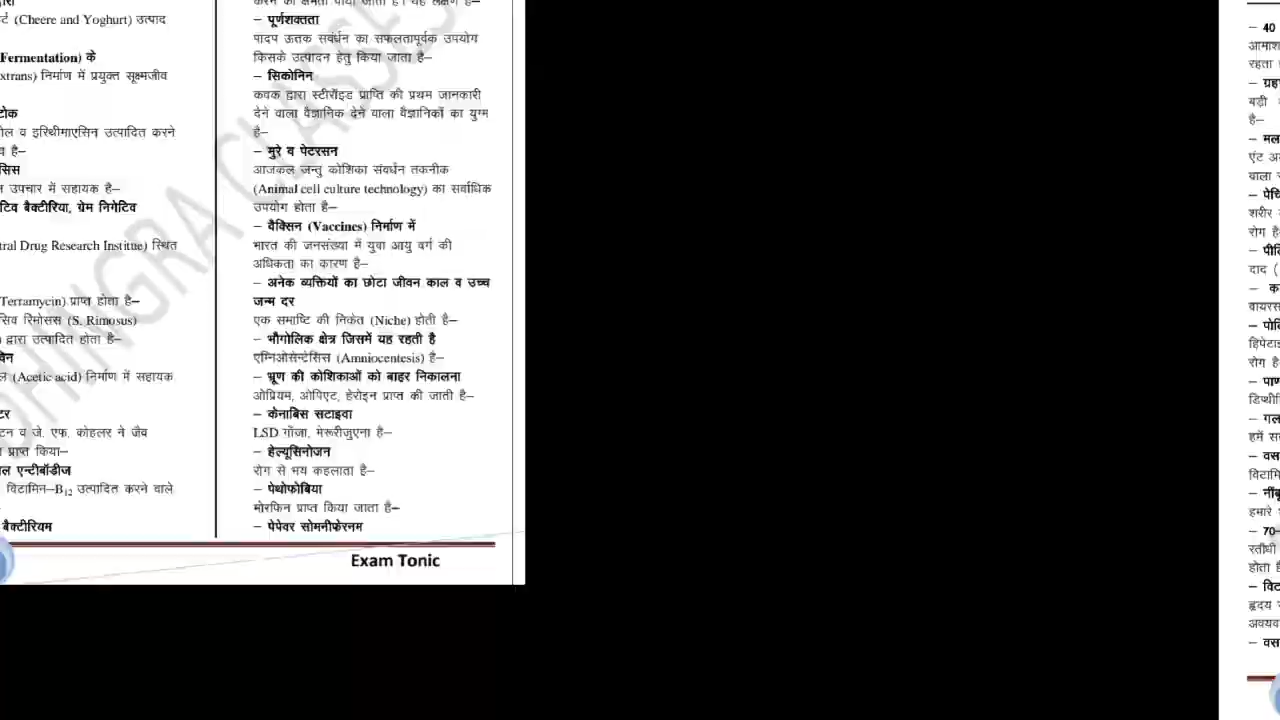 र्ट (Cheere and Yoghurt) उत्पाद
Fermentation) के
xtrans) निर्माण में प्रयुक्त सूक्ष्मजीव
टोक
ोल व इरिथीमाएसिन उत्पादित करने
व है–
सिस
न उपचार में सहायक है–
टिव बैक्टीरिया, ग्रेम निगेटिव
tral Drug Research Institue) स्थित
Terramycin) प्राप्त होता है–
सिव रिमोसस (S. Rimosus)
) द्वारा उत्पादित होता है–
विन
ल (Acetic acid) निर्माण में सहायक
टर
टन व जे. एफ. कोहलर ने जैव
प्राप्त किया–
ल एन्टीबॉडीज
विटामिन–B12 उत्पादित करने वाले
बैक्टीरियम
– पूर्णशक्तता
पादप ऊतक संवर्धन का सफलतापूर्वक उपयोग
किसके उत्पादन हेतु किया जाता है–
– सिकोनिन
कवक द्वारा स्टीरॉइड प्राप्ति की प्रथम जानकारी
देने वाला वैज्ञानिक देने वाला वैज्ञानिकों का युग्म
है–
– मुरे व पेटरसन
आजकल जन्तु कोशिका संवर्धन तकनीक
(Animal cell culture technology) का सर्वाधिक
उपयोग होता है–
– वैक्सिन (Vaccines) निर्माण में
भारत की जनसंख्या में युवा आयु वर्ग की
अधिकता का कारण है–
– अनेक व्यक्तियों का छोटा जीवन काल व उच्च
जन्म दर
एक समाष्टि की निकेत (Niche) होती है–
– भौगोलिक क्षेत्र जिसमें यह रहती है
एम्निओसेन्टेसिस (Amniocentesis) है–
– भ्रूण की कोशिकाओं को बाहर निकालना
ओप्रियम, ओपिएट, हेरोइन प्राप्त की जाती है–
– केनाबिस सटाइवा
LSD गाँजा, मेरूरीजुएना है–
– हेल्यूसिनोजन
रोग से भय कहलाता है–
– पेथोफोबिया
मोरफिन प्राप्त किया जाता है–
– पेपेवर सोमनीफेरनम
Exam Tonic
– 40
आमाश
रहता
– ग्रह
बड़ी
है–
– मल
एंट अ
वाला
– पेचि
शरीर
रोग है
– पीलि
दाद (
– क
वायरस
– पोलि
हिपेटाइ
रोग है
– पाण
डिप्थीि
– गल
हमें स
– वस
विटामि
– नींबू
हमारे
– 70–
रतौंधी
होता है
– विट
हृदय
अवयव
– वस